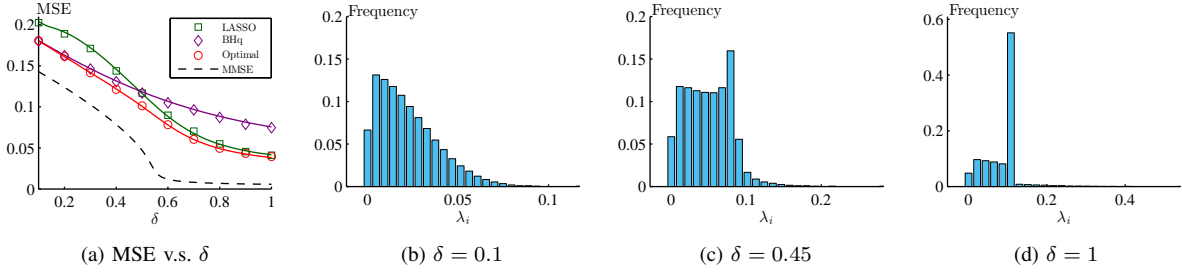 MSE
0.2
0.15
0.1
0.05
0
0.2 0.4 0.6 0.8 1
δ
LASSO
BHq
Optimal
MMSE
(a) MSE v.s. δ
Frequency
0.2
0.15
0.1
0.05
0
0 0.05 0.1
λi
(b) δ = 0.1
Frequency
0.2
0.15
0.1
0.05
0
0 0.1 0.2
λi
(c) δ = 0.45
Frequency
0.6
0.4
0.2
0
0 0.2 0.4
λi
(d) δ = 1